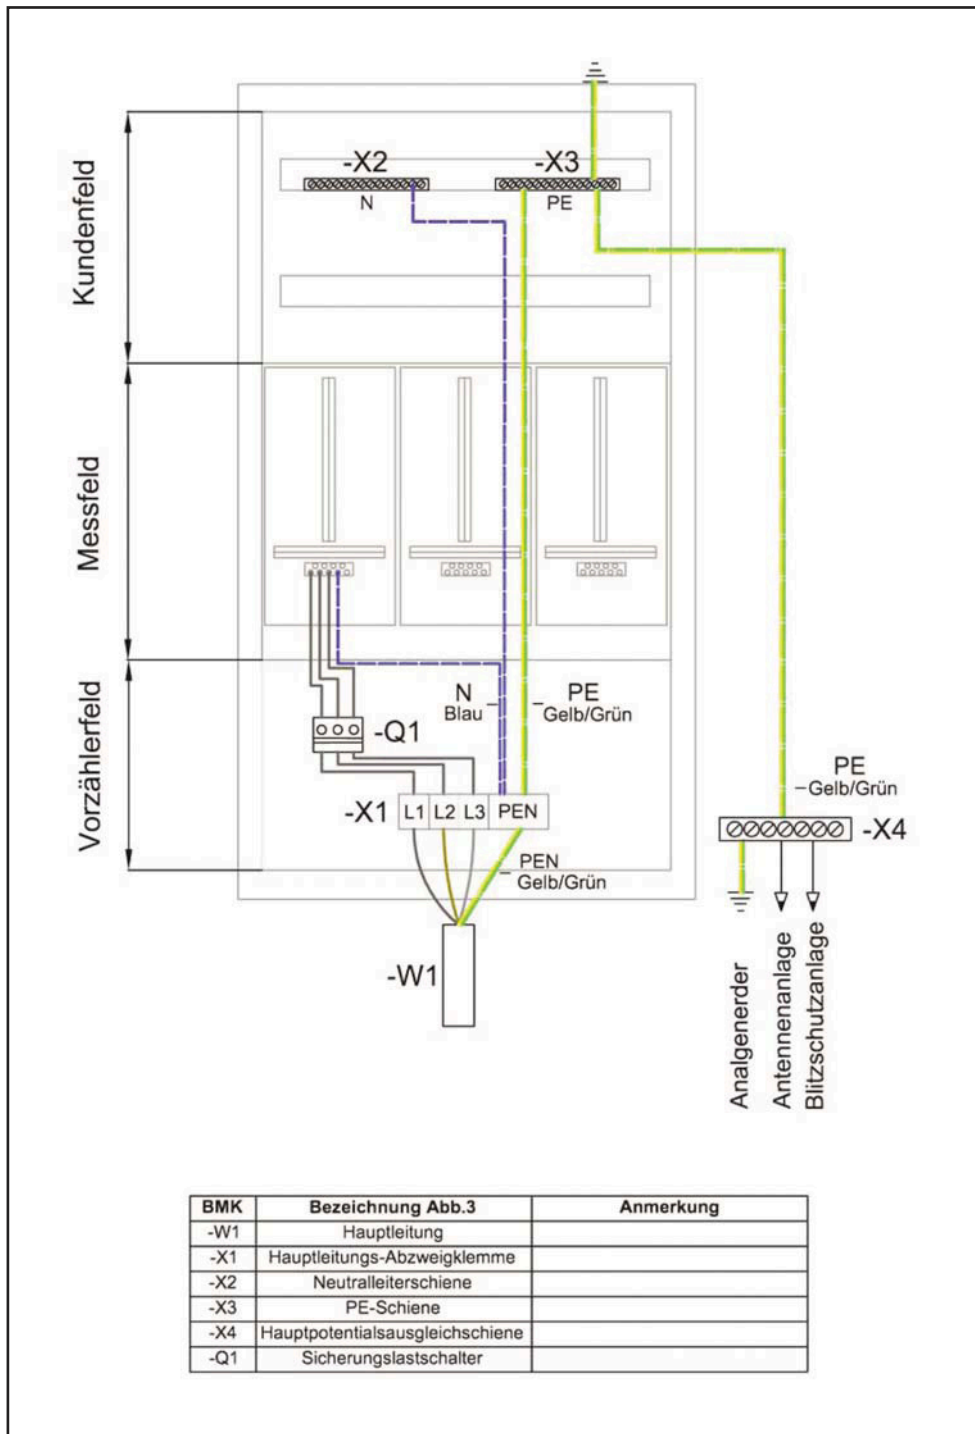 Kundenfeld
-X2
-X3
N
PE
Messfeld
Vorzählerfeld
N
Blau
PE
Gelb/Grün
-Q1
-X1
L1
L2
L3
PEN
PEN
Gelb/Grün
-W1
PE
Gelb/Grün
-X4
Analgenerder
Antennenanlage
Blitzschutzanlage
BMK Bezeichnung Abb.3 Anmerkung
-W1 Hauptleitung
-X1 Hauptleitungs-Abzweigklemme
-X2 Neutralleiterschiene
-X3 PE-Schiene
-X4 Hauptpotentialsausgleichschiene
-Q1 Sicherungslastschalter